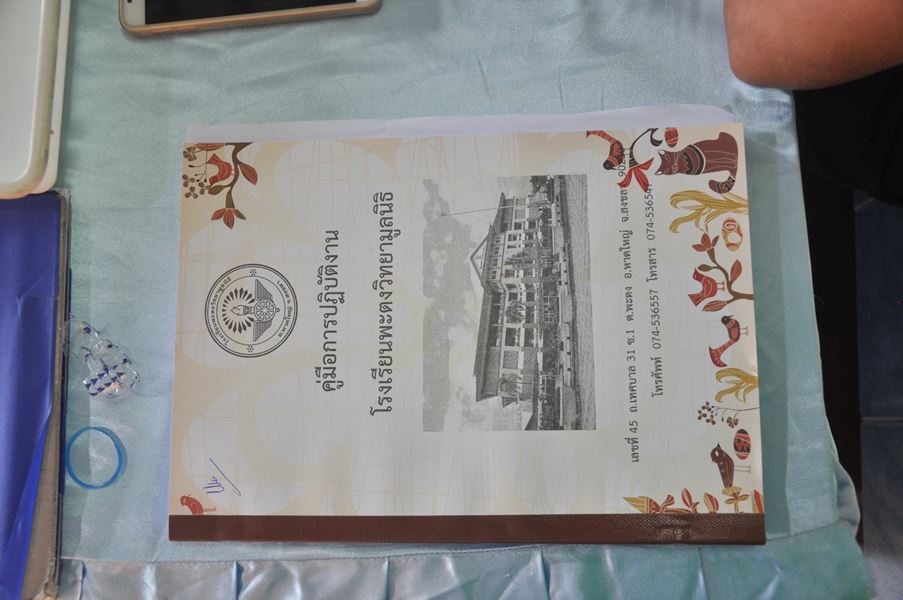 คู่มือการปฏิบัติงาน
โรงเรียนพะตงวิทยามูลนิธิ
เลขที่ 45 ถ.เทศบาล 31 ซ.1 ต.พะตง อ.หาดใหญ่ จ.สงขลา
โทรศัพท์ 074-536557 โทรสาร